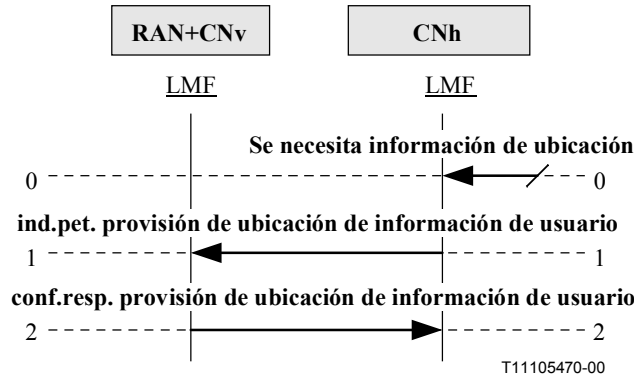 RAN+CNv CNh
LMF LMF
Se necesita información de ubicación
0 0
ind.pet. provisión de ubicación de información de usuario
1 1
conf.resp. provisión de ubicación de información de usuario
2 2
T11105470-00